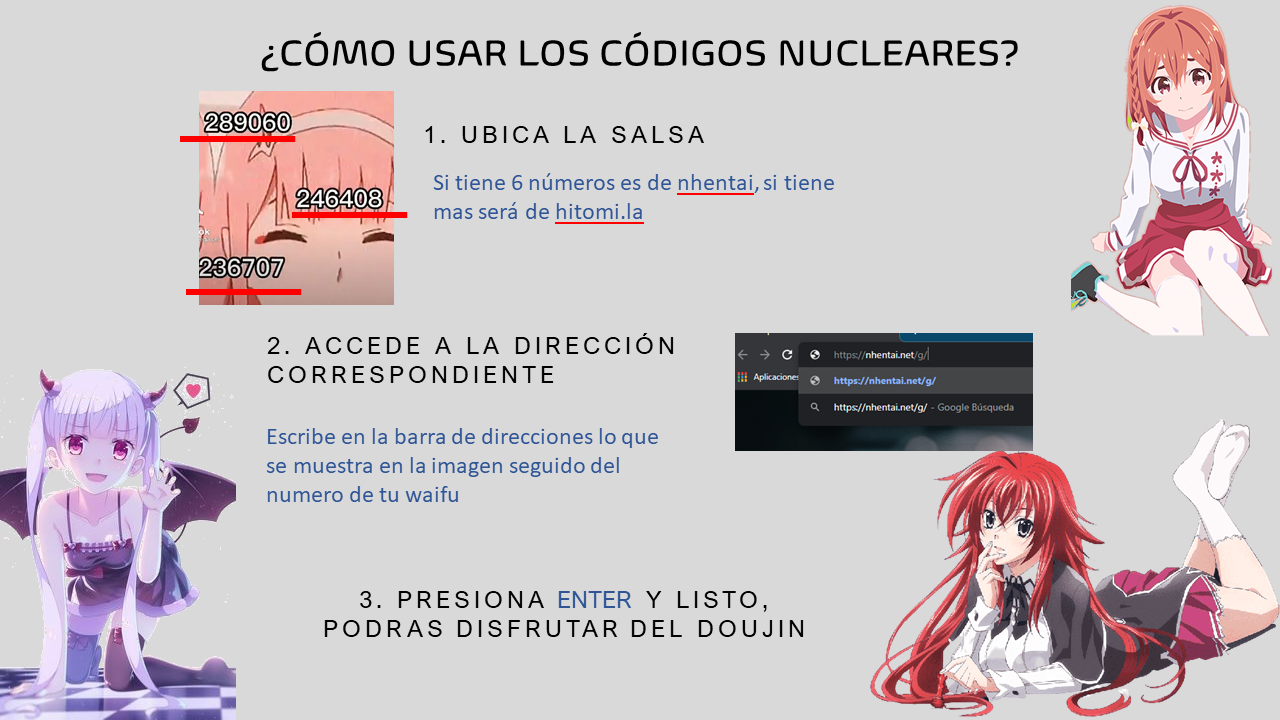 ¿CÓMO USAR LOS CÓDIGOS NUCLEARES?
289060
246408
236707
1. UBICA LA SALSA
Si tiene 6 números es de nhentai, si tiene
mas será de hitomi.la
2. ACCEDE A LA DIRECCIÓN
CORRESPONDIENTE
Escribe en la barra de direcciones lo que
se muestra en la imagen seguido del
numero de tu waifu
https://nhentai.net/g/
Aplicaciones
https://nhentai.net/g/
https://nhentai.net/g/ - Google Búsqueda
3. PRESIONA ENTER Y LISTO,
PODRAS DISFRUTAR DEL DOUJIN